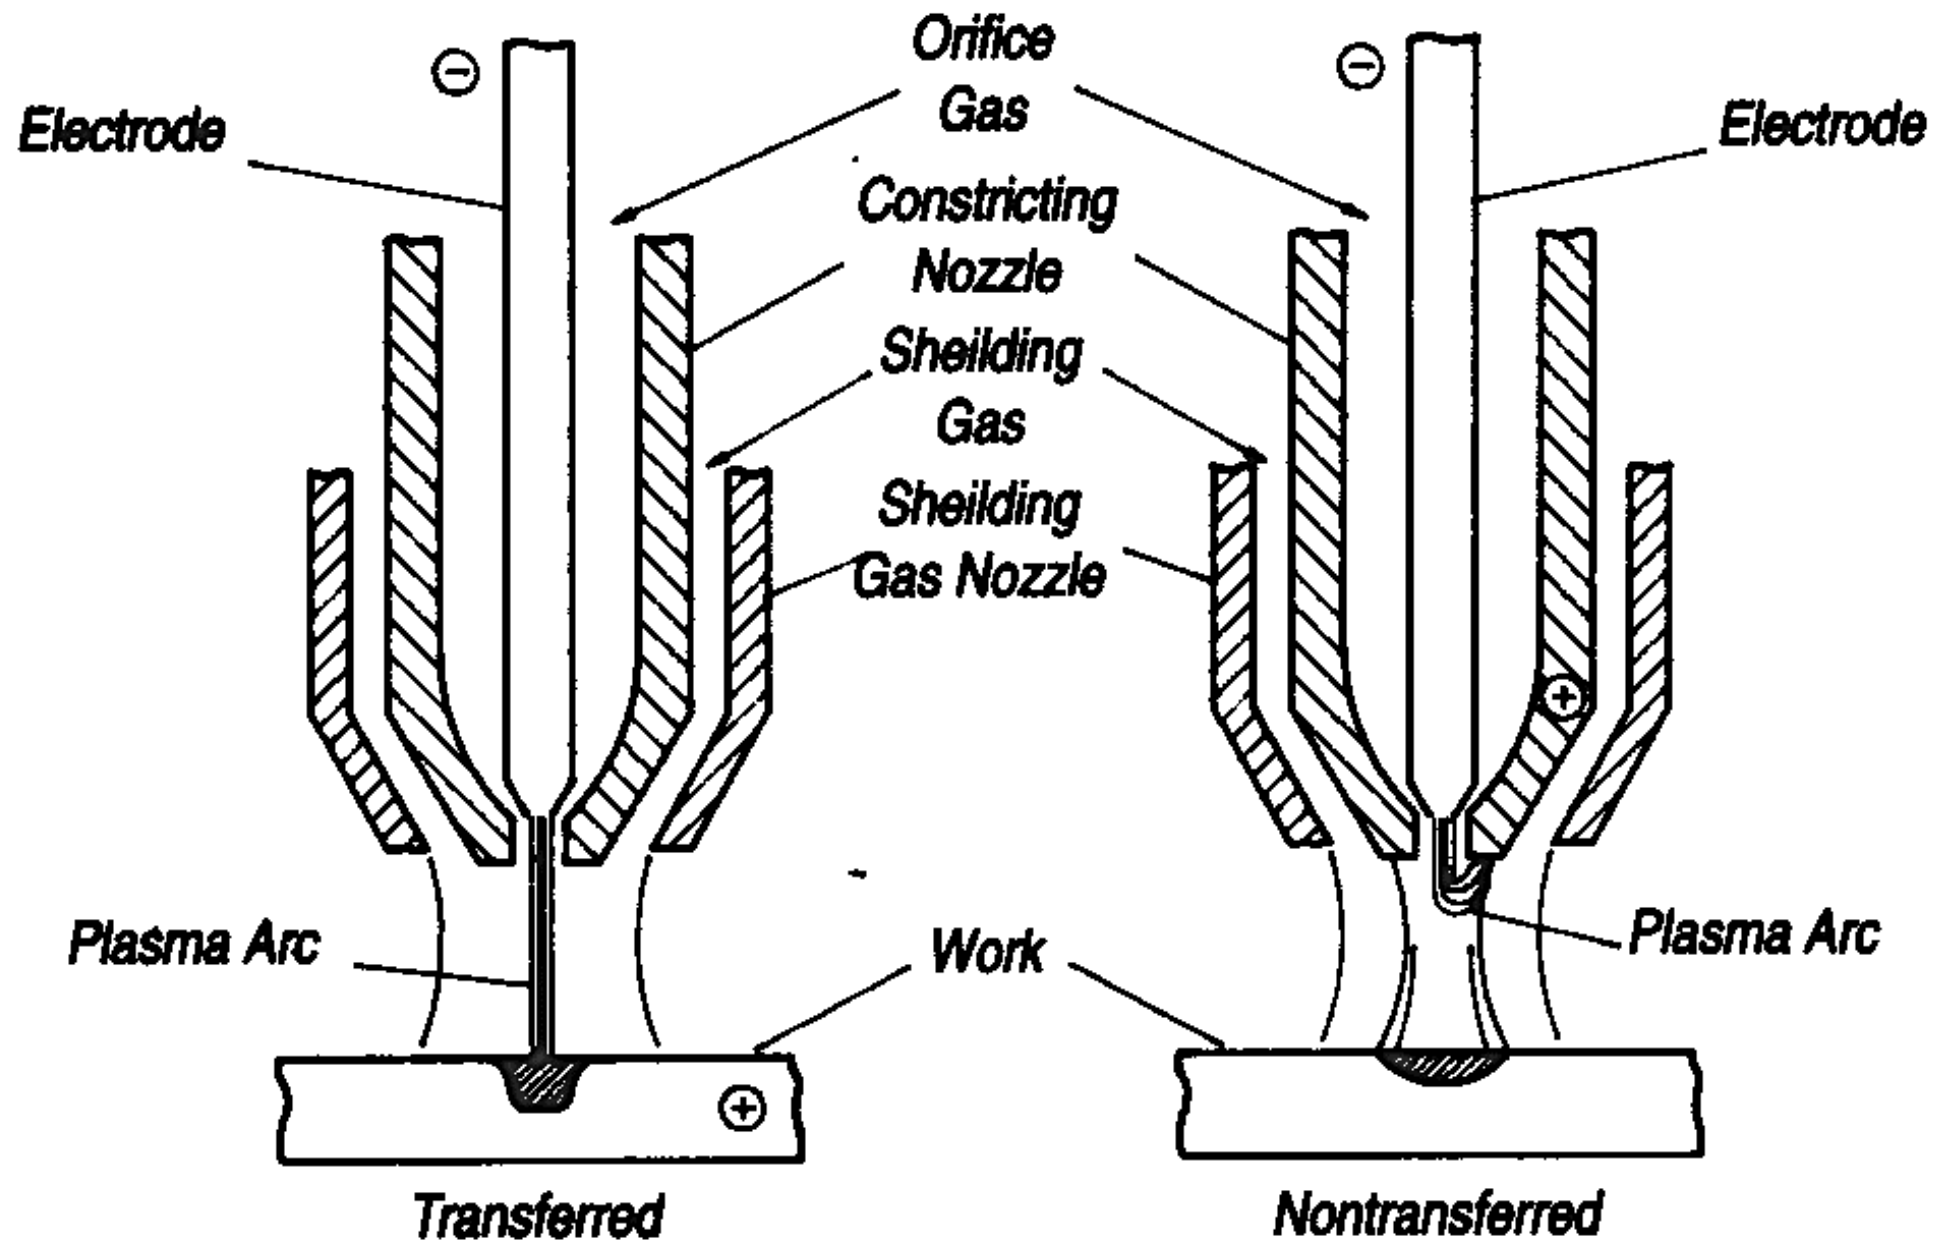 Orifice
Gas
Electrode
Electrode
Constricting
Nozzle
Sheilding
Gas
Sheilding
Gas Nozzle
Plasma Arc
Work
Plasma Arc
Transferred
Nontransferred